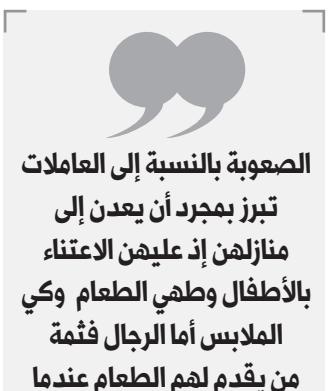 الصعوبة بالنسبة إلى العاملات
تبرز بمجرد أن يعدن إلى
منازلهن إذ عليهن الاعتناء
بالأطفال وطهي الطعام وكي
الملابس أما الرجال فثمة
من يقدم لهم الطعام عندما